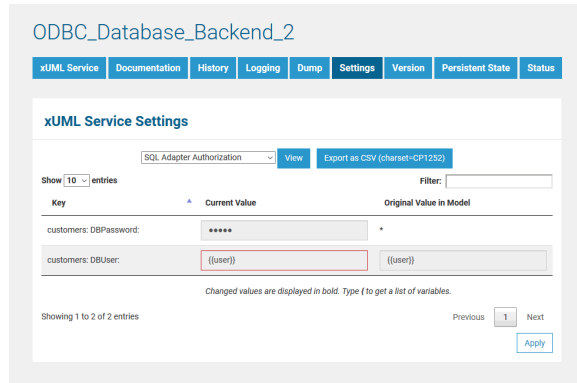 ODBC_Database_Backend_2
xUML Service Documentation History Logging Dump Settings Version Persistent State Status
xUML Service Settings
SQL Adapter Authorization View Export as CSV (charset=CP1252)
Show 10 entries Filter:
Key Current Value Original Value in Model
customers: DBPassword: ●●●●● *
customers: DBUser: {{user}} {{user}}
Changed values are displayed in bold. Type { to get a list of variables.
Showing 1 to 2 of 2 entries Previous 1 Next
Apply